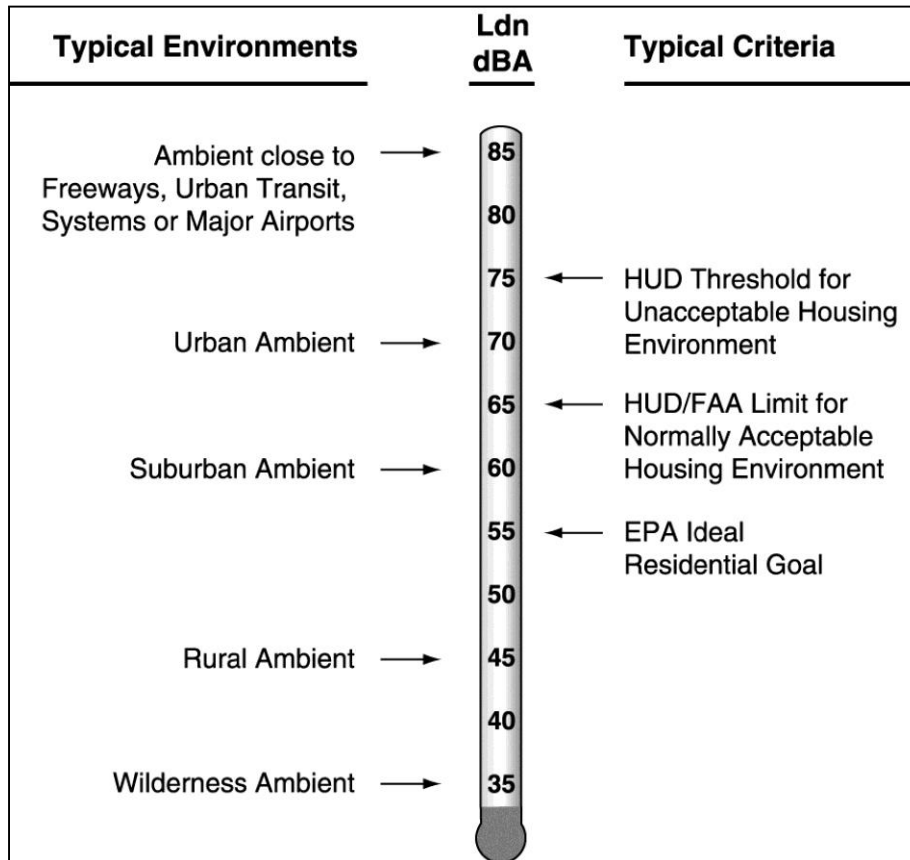 Typical Environments
Ldn
dBA
Typical Criteria
Ambient close to
Freeways, Urban Transit,
Systems or Major Airports
85
80
75
HUD Threshold for
Unacceptable Housing
Environment
Urban Ambient
70
65
HUD/FAA Limit for
Normally Acceptable
Housing Environment
Suburban Ambient
60
55
EPA Ideal
Residential Goal
50
Rural Ambient
45
40
Wilderness Ambient
35